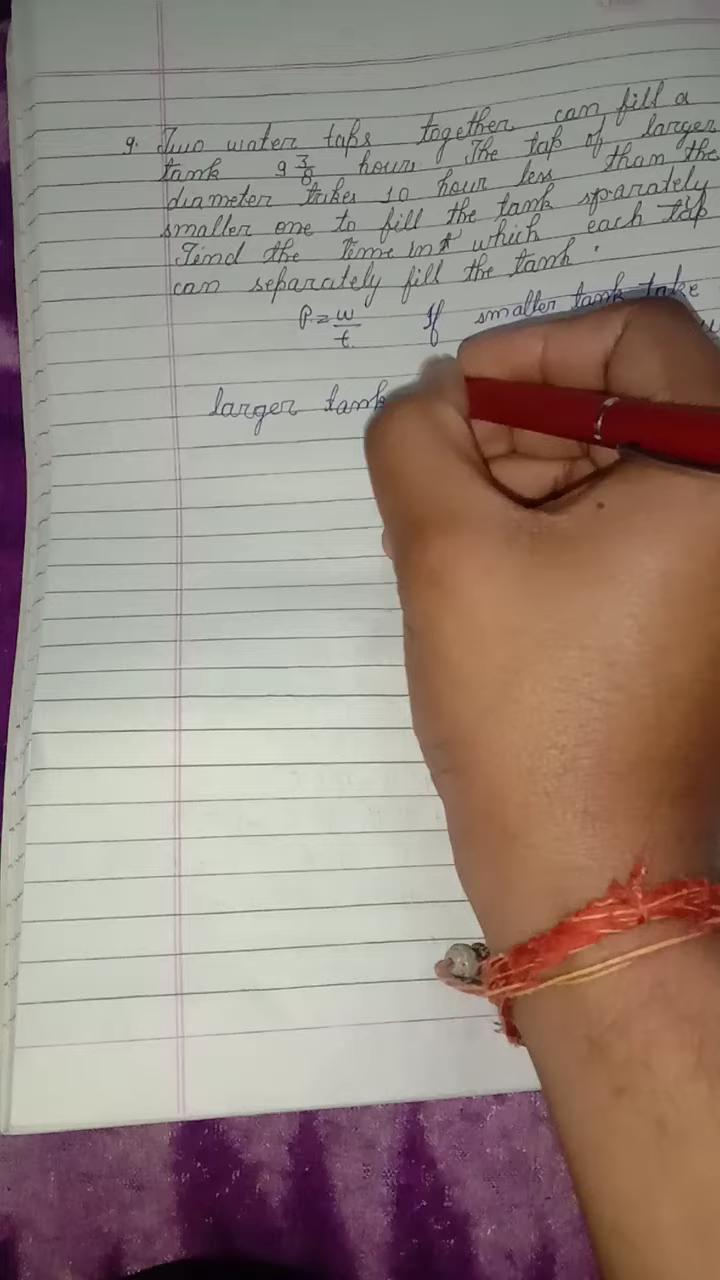 9. Two water taps together can fill a
tank 9 3/8 hours The tap of larger
diameter takes 10 hour less than the
smaller one to fill the tank sparately
Find the Time in which each tap
can separately fill the tank.
P = w/t If smaller tank take
larger tank